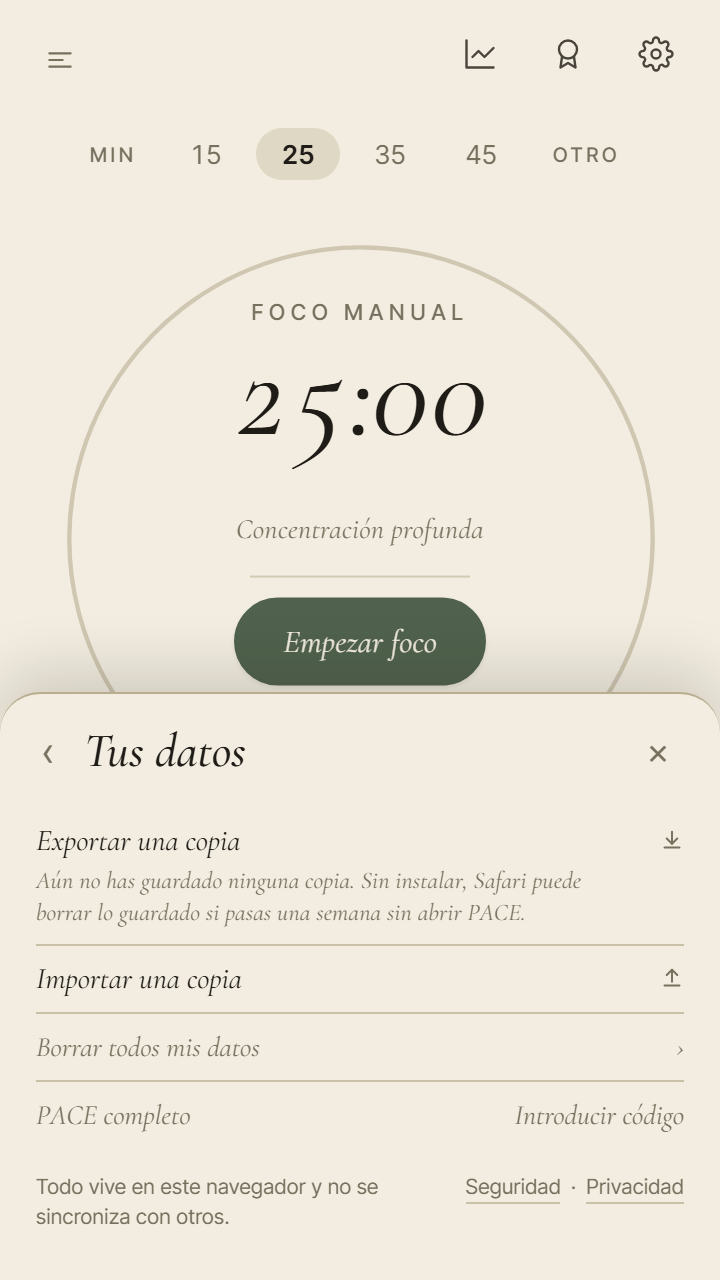 MIN 15 25 35 45 OTRO
FOCO MANUAL
25:00
Concentración profunda
Empezar foco
Tus datos
Exportar una copia
Aún no has guardado ninguna copia. Sin instalar, Safari puede
borrar lo guardado si pasas una semana sin abrir PACE.
Importar una copia
Borrar todos mis datos
PACE completo Introducir código
Todo vive en este navegador y no se
sincroniza con otros.
Seguridad · Privacidad